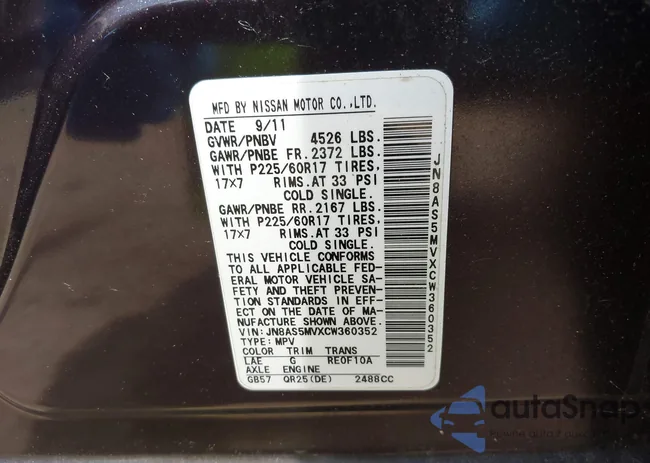 MFD BY NISSAN MOTOR CO.,LTD.
DATE 9/11
GVWR/PNBV 4526 LBS.
GAWR/PNBE FR. 2372 LBS.
WITH P225/60R17 TIRES,
17X7 RIMS. AT 33 PSI
COLD SINGLE.
GAWR/PNBE RR. 2167 LBS.
WITH P225/60R17 TIRES,
17X7 RIMS. AT 33 PSI
COLD SINGLE.
THIS VEHICLE CONFORMS
TO ALL APPLICABLE FED-
ERAL MOTOR VEHICLE SA-
FETY AND THEFT PREVEN-
TION STANDARDS IN EFF-
ECT ON THE DATE OF MA-
NUFACTURE SHOWN ABOVE.
VIN: JN8AS5MVXCW360352
TYPE: MPV
COLOR TRIM TRANS
LAE G RE0F10A
AXLE ENGINE
GB57 QR25(DE) 2488CC
JN8AS5MVXCW360352
autaSnap